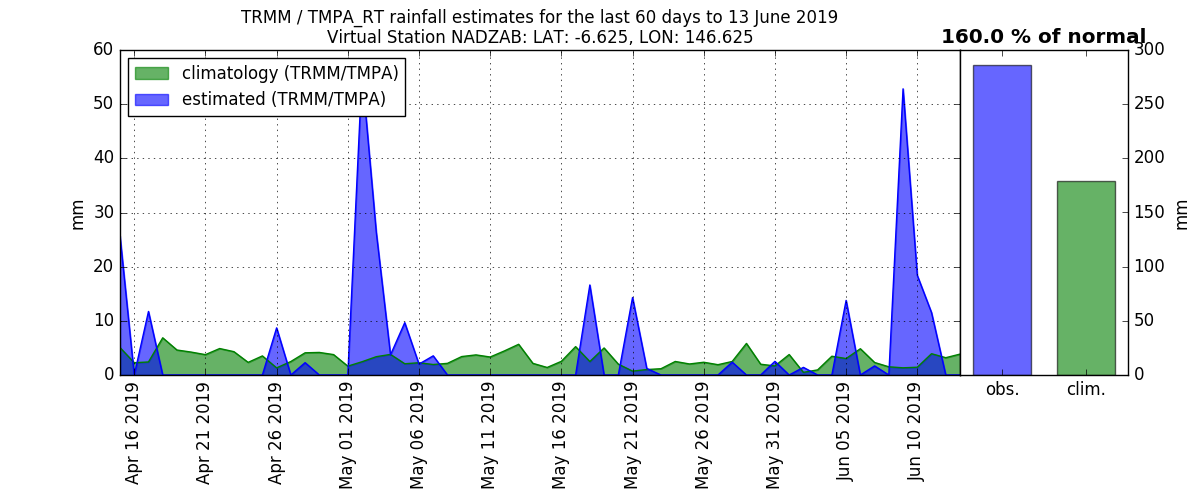 TRMM / TMPA_RT rainfall estimates for the last 60 days to 13 June 2019
Virtual Station NADZAB: LAT: -6.625, LON: 146.625
160.0 % of normal
climatology (TRMM/TMPA)
estimated (TRMM/TMPA)
mm
60
50
40
30
20
10
0
Apr 16 2019
Apr 21 2019
Apr 26 2019
May 01 2019
May 06 2019
May 11 2019
May 16 2019
May 21 2019
May 26 2019
May 31 2019
Jun 05 2019
Jun 10 2019
300
250
200
150
100
50
0
mm
obs.
clim.